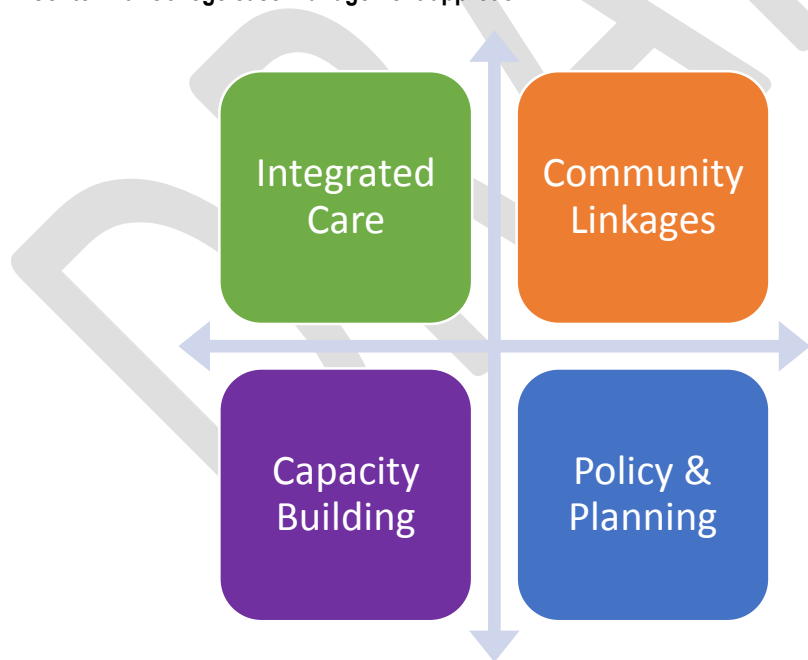 Integrated
Care
Community
Linkages
Capacity
Building
Policy &
Planning